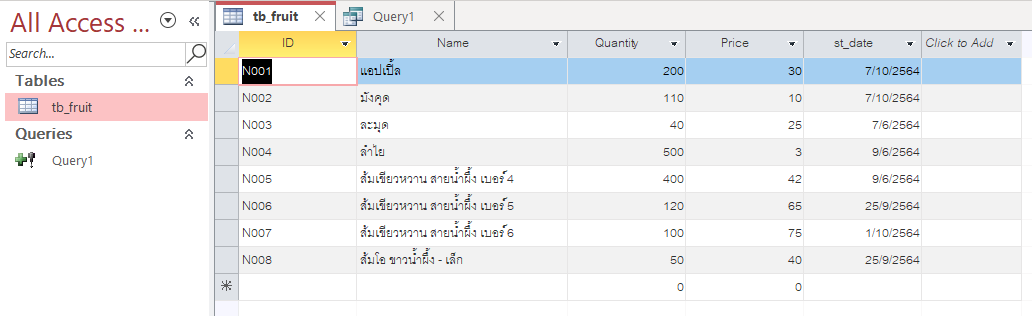 All Access ...
Search...
Tables
tb_fruit
Queries
Query1
tb_fruit Query1
ID Name Quantity Price st_date Click to Add
N001 แอปเปิ้ล 200 30 7/10/2564
N002 มังคุด 110 10 7/10/2564
N003 ละมุด 40 25 7/6/2564
N004 ลำไย 500 3 9/6/2564
N005 ส้มเขียวหวาน สายน้ำผึ้ง เบอร์ 4 400 42 9/6/2564
N006 ส้มเขียวหวาน สายน้ำผึ้ง เบอร์ 5 120 65 25/9/2564
N007 ส้มเขียวหวาน สายน้ำผึ้ง เบอร์ 6 100 75 1/10/2564
N008 ส้มโอ ขาวน้ำผึ้ง - เล็ก 50 40 25/9/2564
0 0